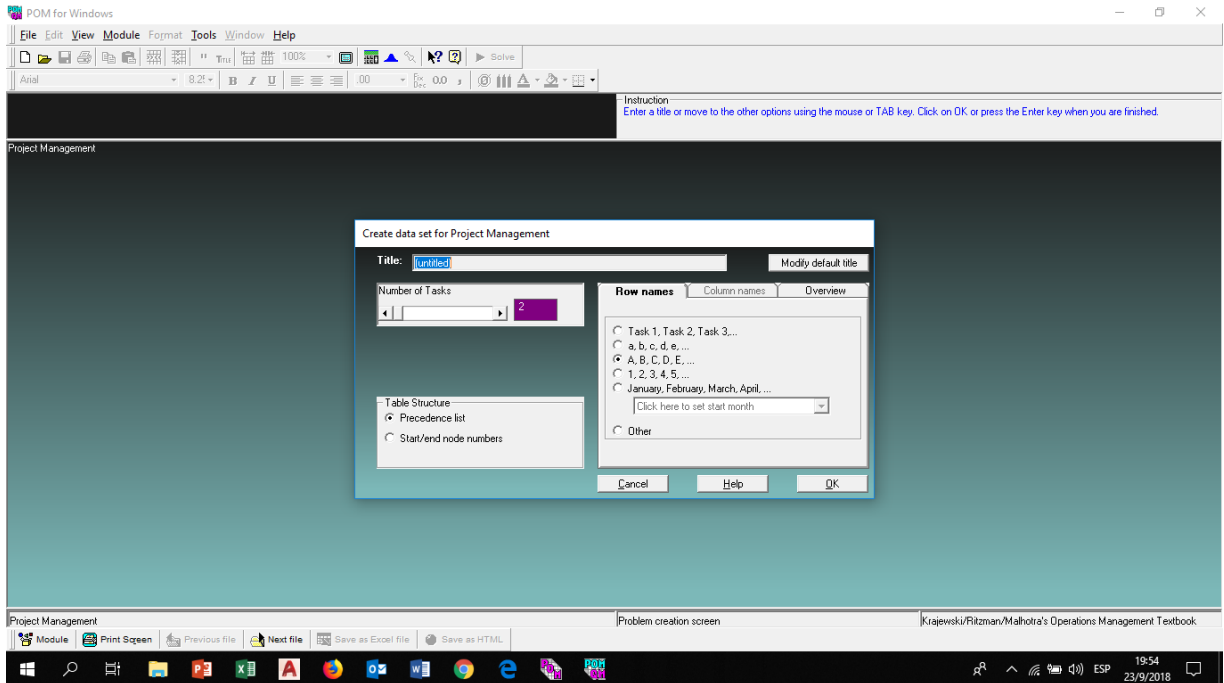 POM for Windows
File Edit View Module Format Tools Window Help
100% Solve
Arial 8.2! B I U .00 0.0 ,
Instruction
Enter a title or move to the other options using the mouse or TAB key. Click on OK or press the Enter key when you are finished.
Project Management
Create data set for Project Management
Title: (untitled) Modify default title
Number of Tasks
2
Row names Column names Overview
Task 1, Task 2, Task 3,...
a, b, c, d, e, ...
A, B, C, D, E, ...
1, 2, 3, 4, 5, ...
January, February, March, April, ...
Click here to set start month
Other
Table Structure
Precedence list
Start/end node numbers
Cancel Help OK
Project Management Problem creation screen Krajewski/Ritzman/Malhotra's Operations Management Textbook
Module Print Screen Previous file Next file Save as Excel file Save as HTML
ESP 19:54
23/9/2018